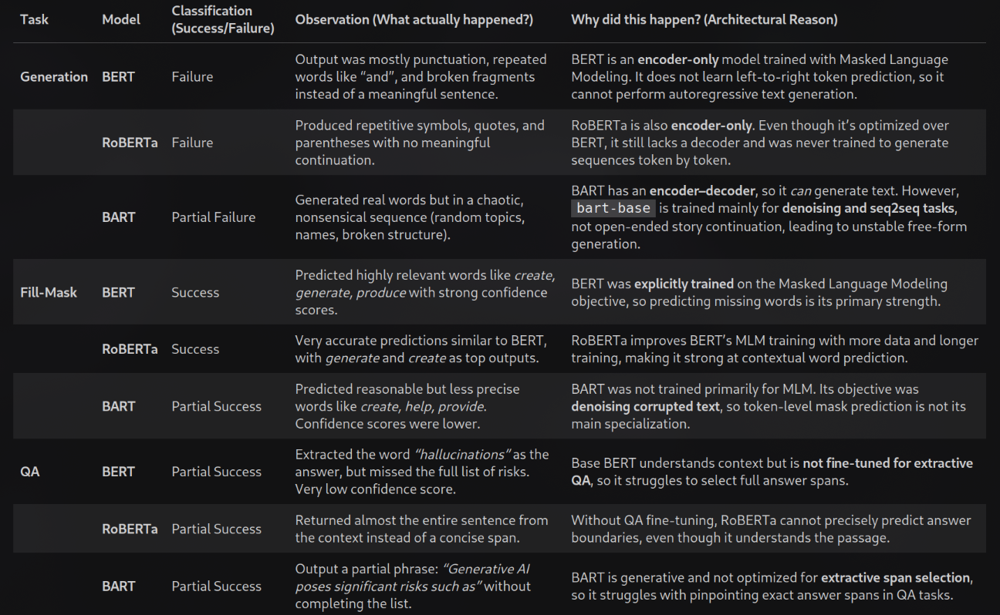 Task Model Classification (Success/Failure) Observation (What actually happened?) Why did this happen? (Architectural Reason)
Generation BERT Failure
Output was mostly punctuation, repeated
words like “and”, and broken fragments
instead of a meaningful sentence.
BERT is an encoder-only model trained with Masked Language
Modeling. It does not learn left-to-right token prediction, so it
cannot perform autoregressive text generation.
RoBERTa Failure
Produced repetitive symbols, quotes, and
parentheses with no meaningful
continuation.
RoBERTa is also encoder-only. Even though it’s optimized over
BERT, it still lacks a decoder and was never trained to generate
sequences token by token.
BART Partial Failure
Generated real words but in a chaotic,
nonsensical sequence (random topics,
names, broken structure).
BART has an encoder–decoder, so it can generate text. However,
bart-base is trained mainly for denoising and seq2seq tasks,
not open-ended story continuation, leading to unstable free-form
generation.
Fill-Mask BERT Success
Predicted highly relevant words like create,
generate, produce with strong confidence
scores.
BERT was explicitly trained on the Masked Language Modeling
objective, so predicting missing words is its primary strength.
RoBERTa Success
Very accurate predictions similar to BERT,
with generate and create as top outputs.
RoBERTa improves BERT’s MLM training with more data and longer
training, making it strong at contextual word prediction.
BART Partial Success
Predicted reasonable but less precise
words like create, help, provide.
Confidence scores were lower.
BART was not trained primarily for MLM. Its objective was
denoising corrupted text, so token-level mask prediction is not its
main specialization.
QA BERT Partial Success
Extracted the word “hallucinations” as the
answer, but missed the full list of risks.
Very low confidence score.
Base BERT understands context but is not fine-tuned for extractive
QA, so it struggles to select full answer spans.
RoBERTa Partial Success
Returned almost the entire sentence from
the context instead of a concise span.
Without QA fine-tuning, RoBERTa cannot precisely predict answer
boundaries, even though it understands the passage.
BART Partial Success
Output a partial phrase: “Generative AI
poses significant risks such as” without
completing the list.
BART is generative and not optimized for extractive span selection,
so it struggles with pinpointing exact answer spans in QA tasks.